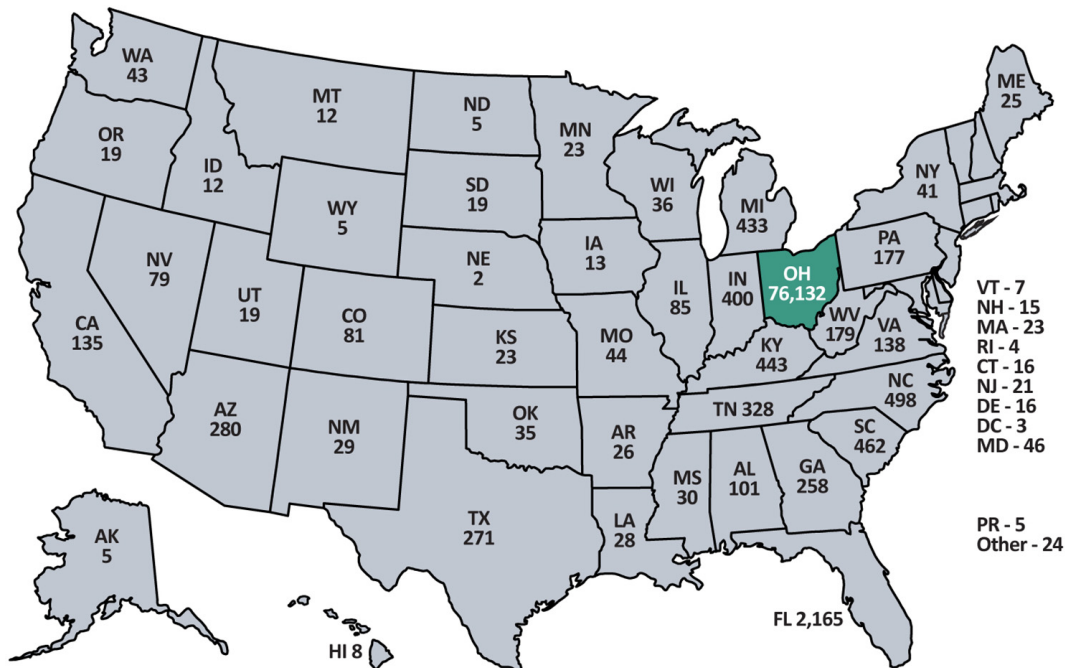 WA
43
OR
19
ID
12
MT
12
ND
5
MN
23
SD
19
WY
5
NV
79
UT
19
CA
135
CO
81
NE
2
IA
13
WI
36
MI
433
IL
85
IN
400
OH
76,132
PA
177
NY
41
ME
25
WV
179
VA
138
KY
443
KS
23
MO
44
TN 328
NC
498
SC
462
AZ
280
NM
29
OK
35
AR
26
MS
30
AL
101
GA
258
TX
271
LA
28
AK
5
HI 8
FL 2,165
VT - 7
NH - 15
MA - 23
RI - 4
CT - 16
NJ - 21
DE - 16
DC - 3
MD - 46
PR - 5
Other - 24